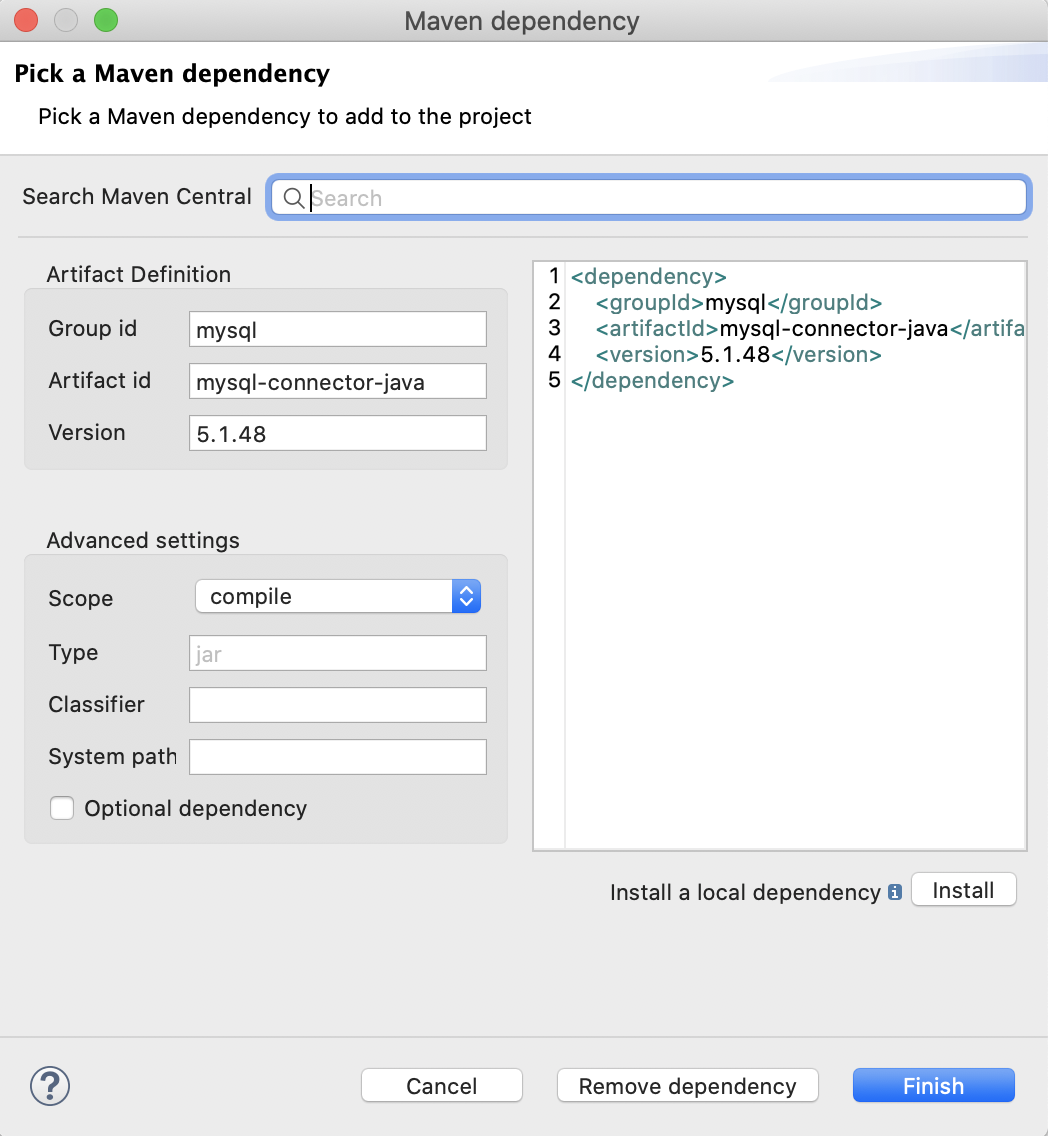 Maven dependency
Pick a Maven dependency
Pick a Maven dependency to add to the project
Search Maven Central
Search
Artifact Definition
Group id
mysql
Artifact id
mysql-connector-java
Version
5.1.48
1 <dependency>
2 <groupId>mysql</groupId>
3 <artifactId>mysql-connector-java</artifa
4 <version>5.1.48</version>
5 </dependency>
Advanced settings
Scope
compile
Type
jar
Classifier
System path
Optional dependency
Install a local dependency
Install
?
Cancel
Remove dependency
Finish